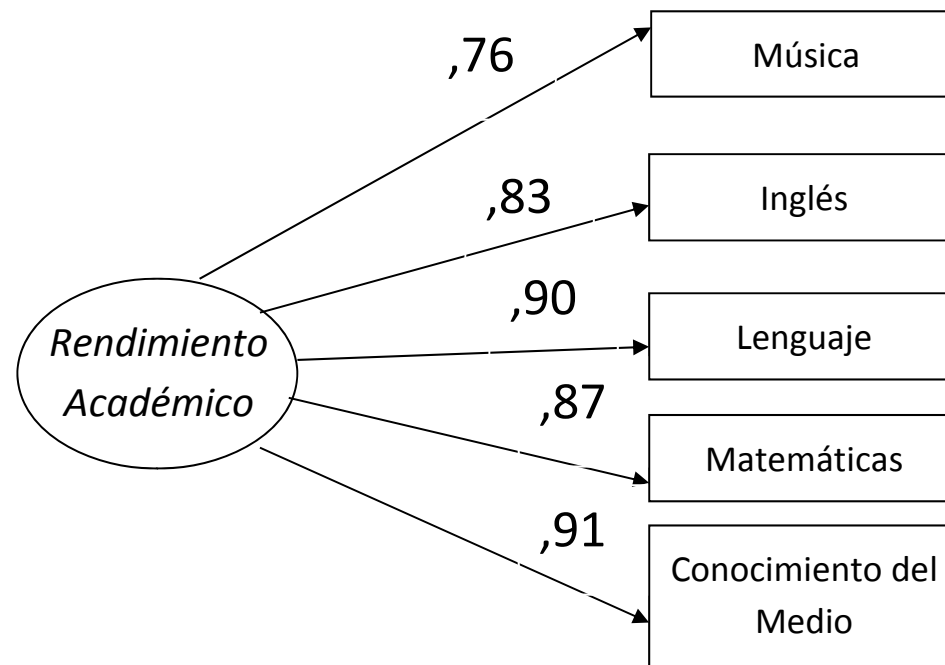 ,76
Música
,83
Inglés
,90
Lenguaje
Rendimiento
Académico
,87
Matemáticas
,91
Conocimiento del
Medio